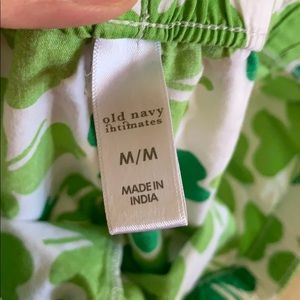 old navy
intimates
M/M
MADE IN
INDIA